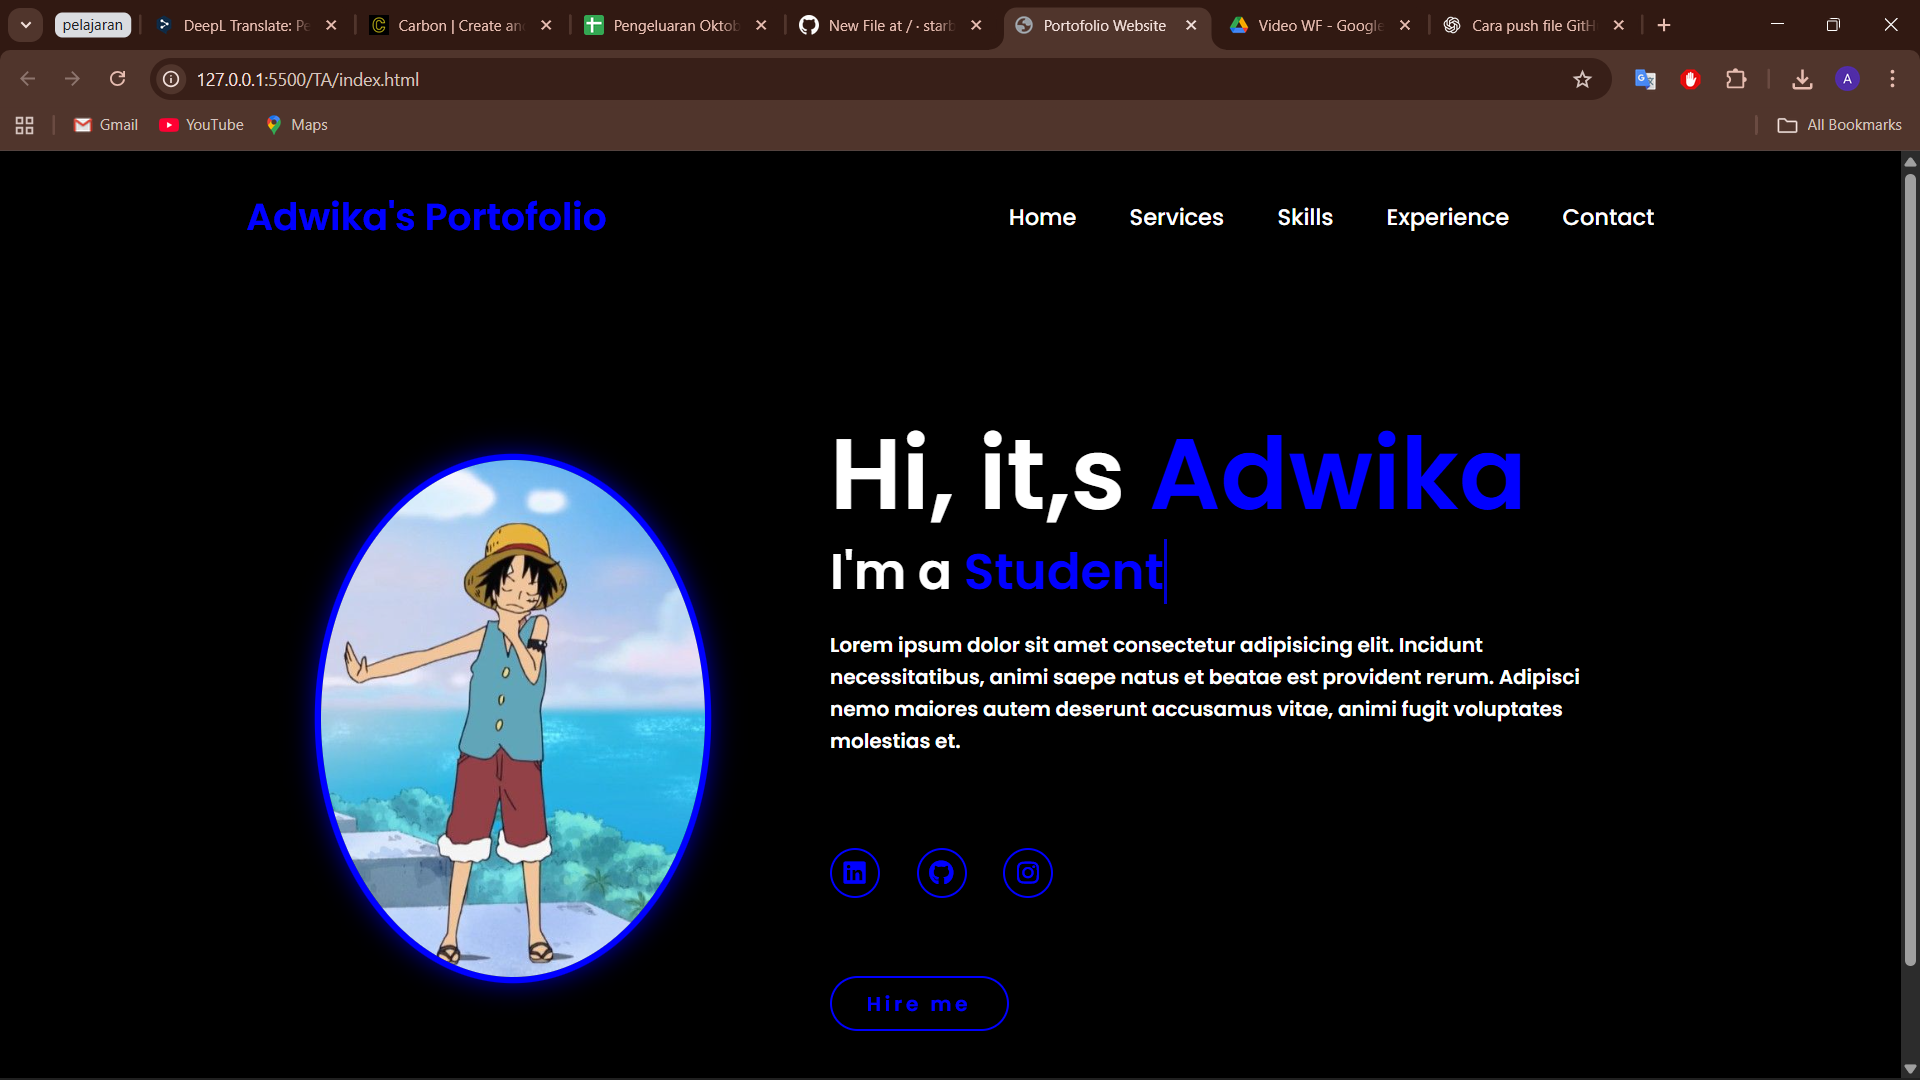 pelajaran
DeepL Translate: Pe
Carbon | Create an
Pengeluaran Oktob
New File at / · starb
Portofolio Website
Video WF - Google
Cara push file GitH
127.0.0.1:5500/TA/index.html
A
Gmail
YouTube
Maps
All Bookmarks
Adwika's Portofolio
Home
Services
Skills
Experience
Contact
Hi, it,s Adwika
I'm a Student
Lorem ipsum dolor sit amet consectetur adipisicing elit. Incidunt
necessitatibus, animi saepe natus et beatae est provident rerum. Adipisci
nemo maiores autem deserunt accusamus vitae, animi fugit voluptates
molestias et.
Hire me